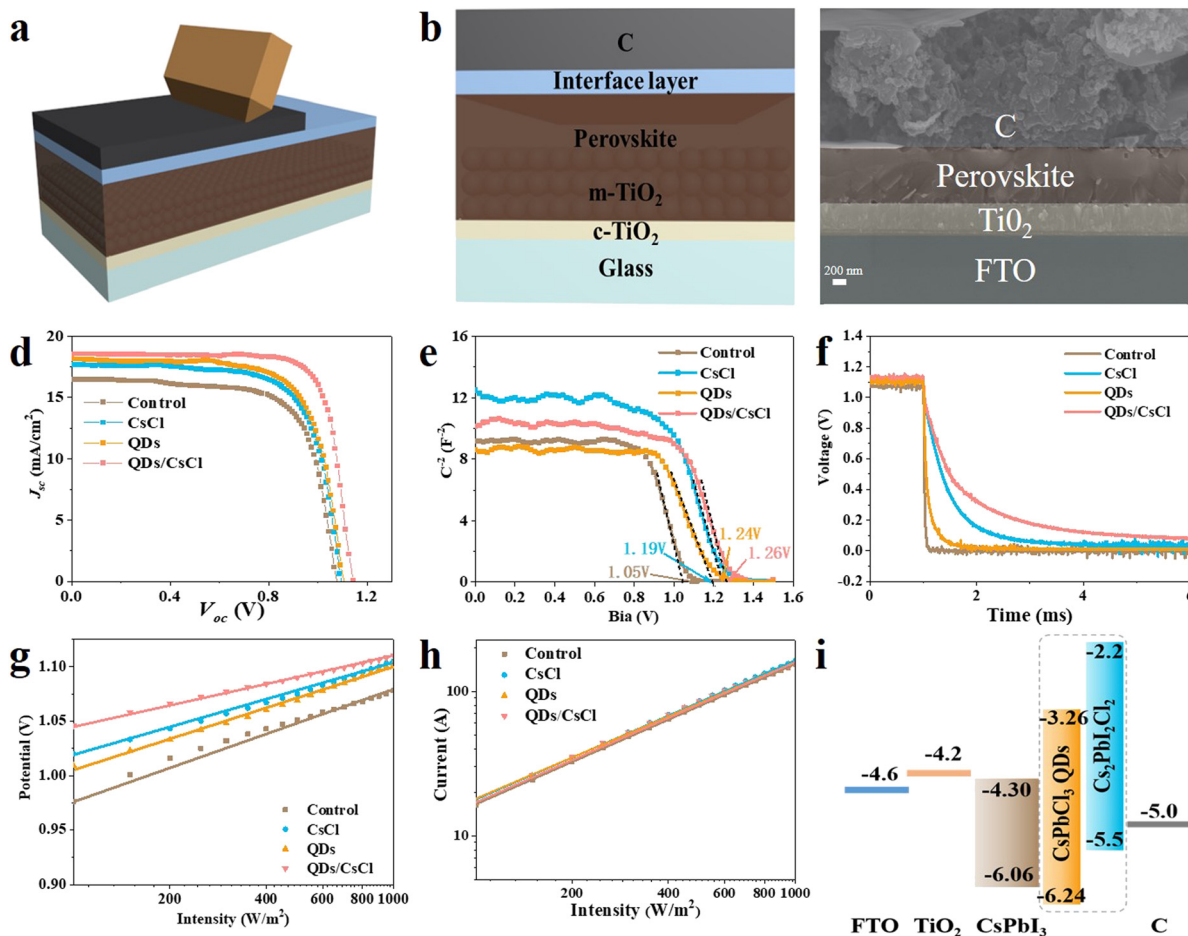 a
b
C
Interface layer
Perovskite
m-TiO₂
c-TiO₂
Glass
C
Perovskite
Ti0₂
FTO
200 nm
d
20
15
10
5
0
0.0 0.4 0.8 1.2
Jsc (mA/cm²)
Voc (V)
Control
CsCl
QDs
QDs/CsCl
e
16
12
8
4
0
0.0 0.2 0.4 0.6 0.8 1.0 1.2 1.4 1.6
C⁻² (F⁻²)
Bia (V)
Control
CsCl
QDs
QDs/CsCl
1.24V
1.19V
1.26V
1.05V
f
1.4
1.2
1.0
0.8
0.6
0.4
0.2
0.0
-0.2
0 2 4 6
Voltage (V)
Time (ms)
Control
CsCl
QDs
QDs/CsCl
g
1.10
1.05
1.00
0.95
0.90
200 400 600 800 1000
Potential (V)
Intensity (W/m²)
Control
CsCl
QDs
QDs/CsCl
h
100
10
200 400 600 800 1000
Current (A)
Intensity (W/m²)
Control
CsCl
QDs
QDs/CsCl
i
-2.2
-3.26
-4.2
-4.6
-4.30
-5.0
-5.5
-6.06
-6.24
CsPbCl₃ QDs
Cs₂PbI₂Cl₂
FTO TiO₂ CsPbI₃ C